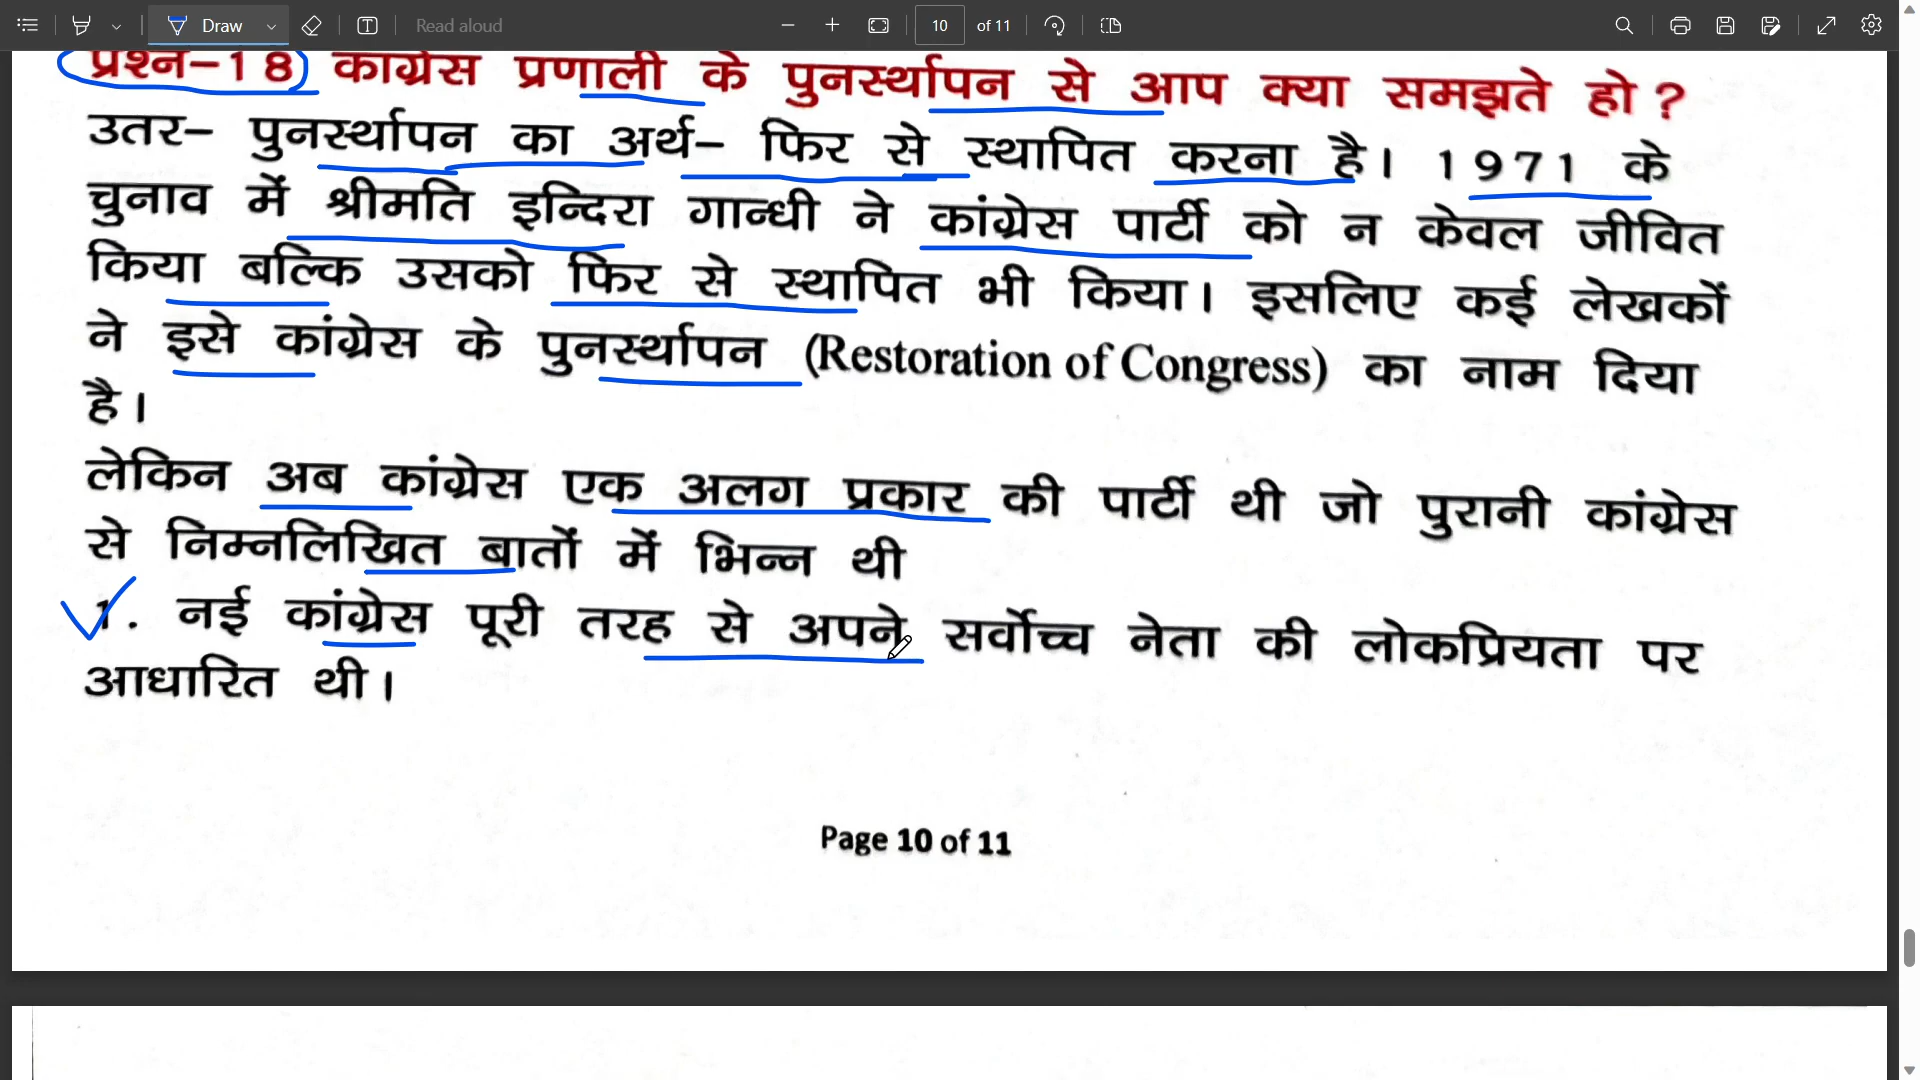 Draw
Read aloud
10 of 11
प्रश्न-18 काग्रेस प्रणाली के पुनर्स्थापन से आप क्या समझते हो ?
उतर- पुनर्स्थापन का अर्थ- फिर से स्थापित करना है। 1971 के
चुनाव में श्रीमति इन्दिरा गान्धी ने कांग्रेस पार्टी को न केवल जीवित
किया बल्कि उसको फिर से स्थापित भी किया। इसलिए कई लेखकों
ने इसे कांग्रेस के पुनर्स्थापन (Restoration of Congress) का नाम दिया
है।
लेकिन अब कांग्रेस एक अलग प्रकार की पार्टी थी जो पुरानी कांग्रेस
से निम्नलिखित बातों में भिन्न थी
1. नई कांग्रेस पूरी तरह से अपने सर्वोच्च नेता की लोकप्रियता पर
आधारित थी।
Page 10 of 11